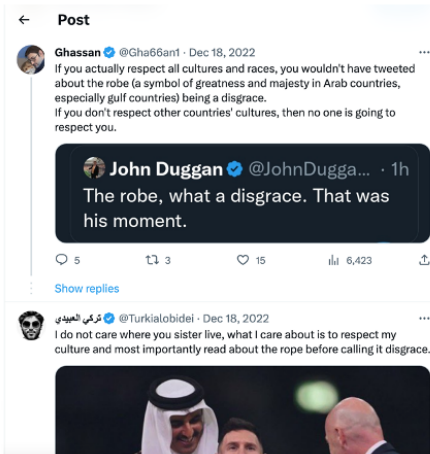 Post
Ghassan @Gha66an1 · Dec 18, 2022
If you actually respect all cultures and races, you wouldn't have tweeted
about the robe (a symbol of greatness and majesty in Arab countries,
especially gulf countries) being a disgrace.
If you don't respect other countries' cultures, then no one is going to
respect you.
John Duggan @JohnDugga... · 1h
The robe, what a disgrace. That was
his moment.
5 3 15 6,423
Show replies
تركي العبيدي @Turkialobidei · Dec 18, 2022
I do not care where you sister live, what I care about is to respect my
culture and most importantly read about the rope before calling it disgrace.